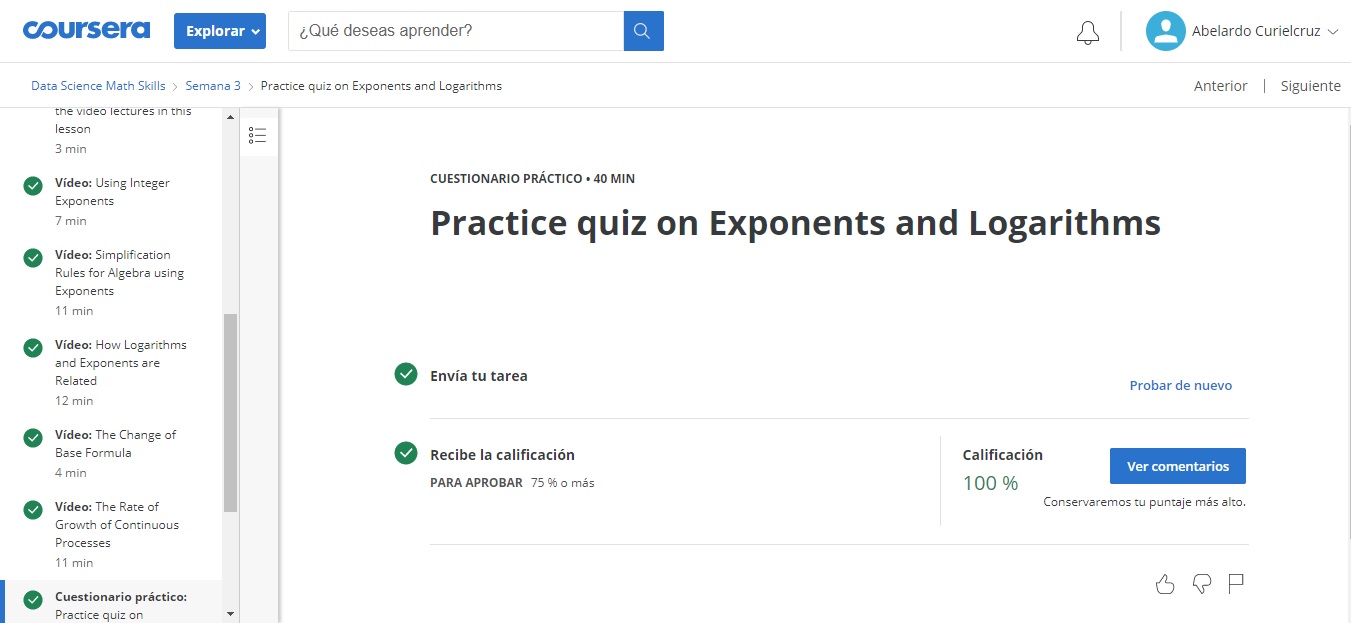 coursera
Explorar
¿Qué deseas aprender?
Abelardo Curielcruz
Data Science Math Skills
Semana 3
Practice quiz on Exponents and Logarithms
Anterior
Siguiente
the video lectures in this
lesson
3 min
Vídeo: Using Integer
Exponents
7 min
Vídeo: Simplification
Rules for Algebra using
Exponents
11 min
Vídeo: How Logarithms
and Exponents are
Related
12 min
Vídeo: The Change of
Base Formula
4 min
Vídeo: The Rate of
Growth of Continuous
Processes
11 min
Cuestionario práctico:
Practice quiz on
CUESTIONARIO PRÁCTICO • 40 MIN
Practice quiz on Exponents and Logarithms
Envía tu tarea
Probar de nuevo
Recibe la calificación
PARA APROBAR 75 % o más
Calificación
100 %
Ver comentarios
Conservaremos tu puntaje más alto.